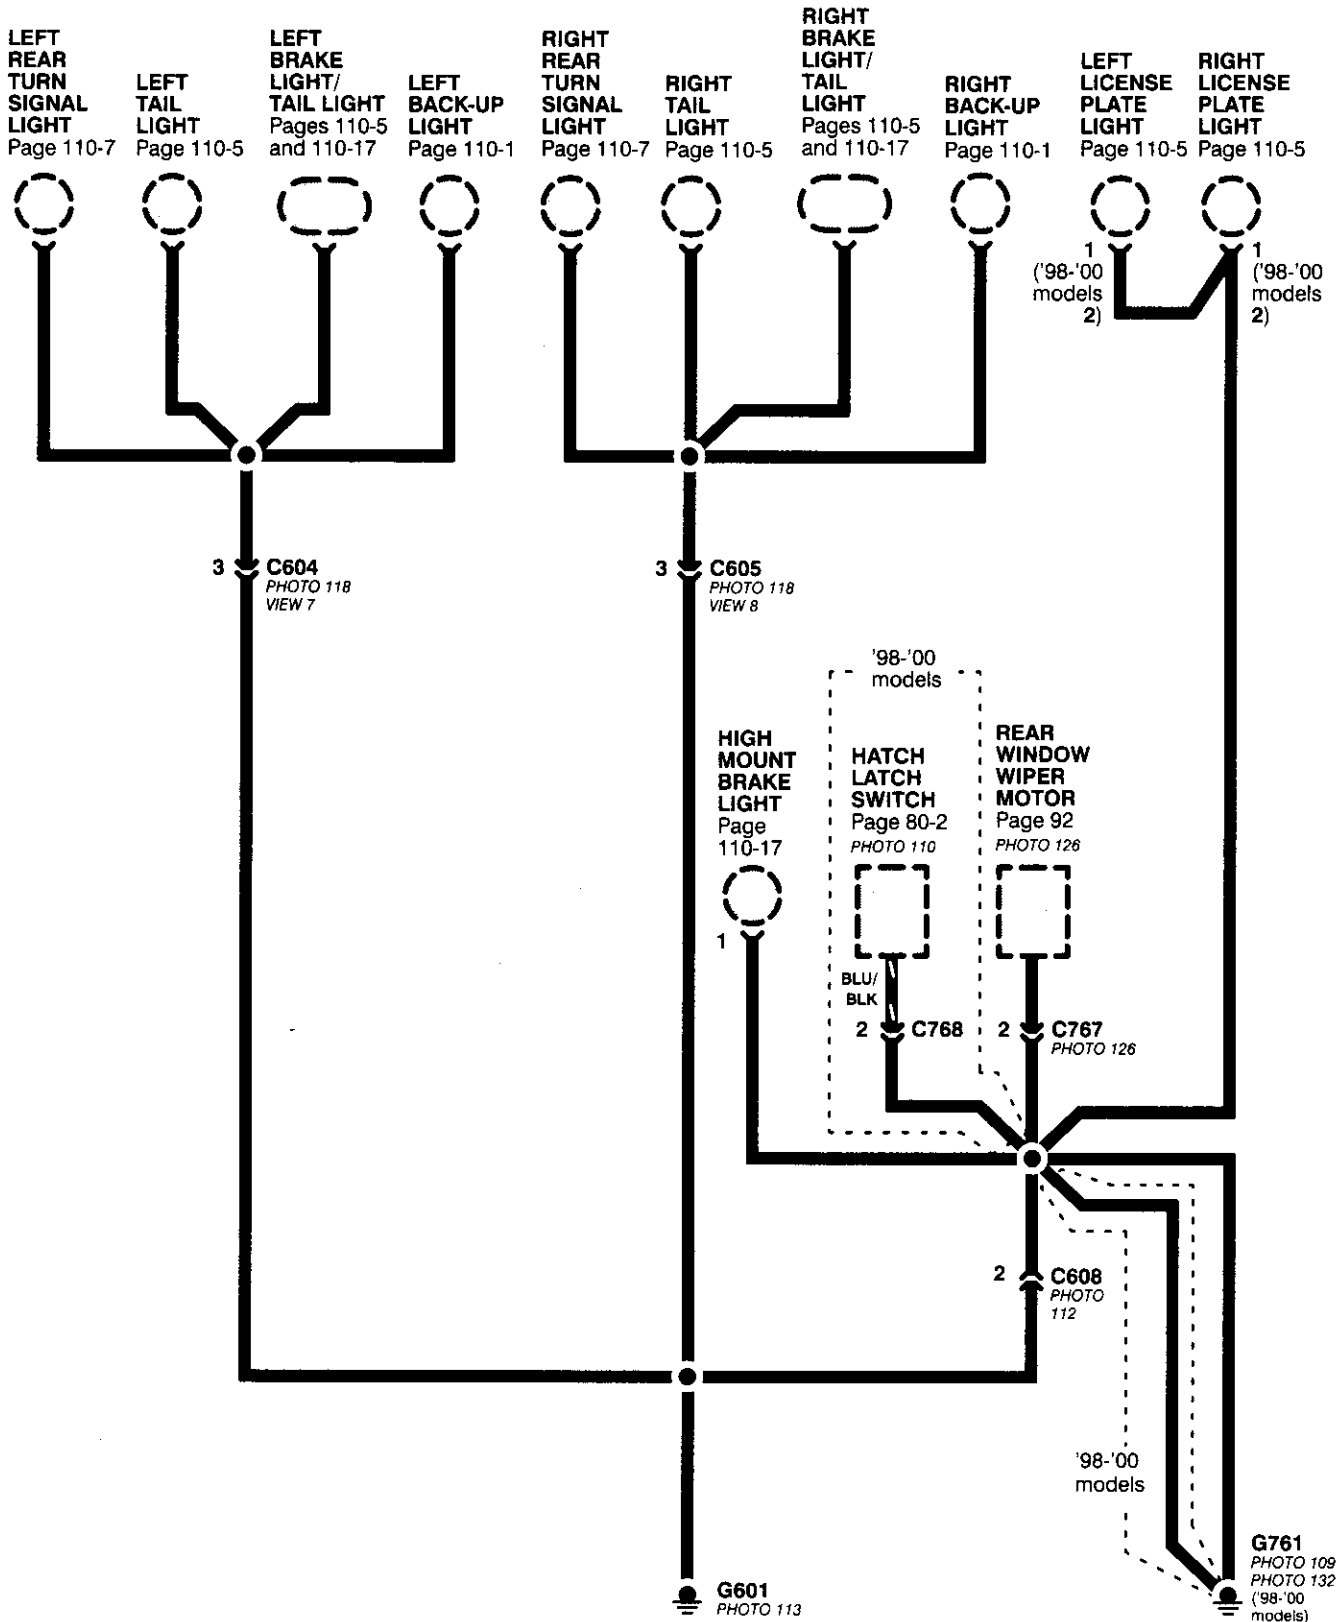 LEFT
REAR
TURN
SIGNAL
LIGHT
Page 110-7
LEFT
TAIL
LIGHT
Page 110-5
LEFT
BRAKE
LIGHT/
TAIL LIGHT
Pages 110-5
and 110-17
LEFT
BACK-UP
LIGHT
Page 110-1
RIGHT
REAR
TURN
SIGNAL
LIGHT
Page 110-7
RIGHT
TAIL
LIGHT
Page 110-5
RIGHT
BRAKE
LIGHT/
TAIL
LIGHT
Pages 110-5
and 110-17
RIGHT
BACK-UP
LIGHT
Page 110-1
LEFT
LICENSE
PLATE
LIGHT
Page 110-5
RIGHT
LICENSE
PLATE
LIGHT
Page 110-5
1
('98-'00
models
2)
1
('98-'00
models
2)
3
C604
PHOTO 118
VIEW 7
3
C605
PHOTO 118
VIEW 8
'98-'00
models
HIGH
MOUNT
BRAKE
LIGHT
Page
110-17
1
HATCH
LATCH
SWITCH
Page 80-2
PHOTO 110
BLU/
BLK
2
C768
REAR
WINDOW
WIPER
MOTOR
Page 92
PHOTO 126
2
C767
PHOTO 126
2
C608
PHOTO
112
'98-'00
models
G601
PHOTO 113
G761
PHOTO 109
PHOTO 132
('98-'00
models)